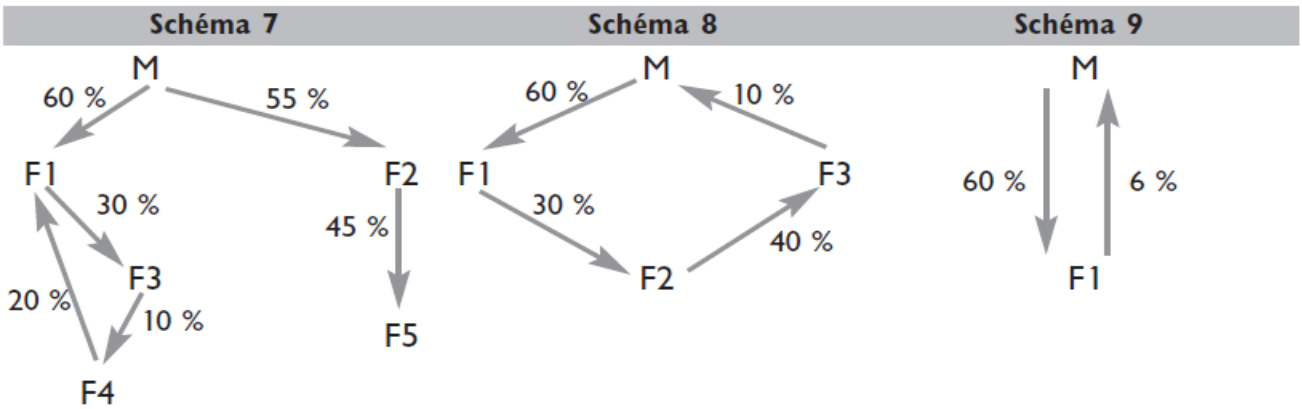 Schéma 7 Schéma 8 Schéma 9
M M M
60 % 55 % 60 % 10 %
F1 F2 F1 F3
30 % 30 % 60 % 6 %
45 % 40 %
F3 F2 F1
20 % 10 %
F5
F4